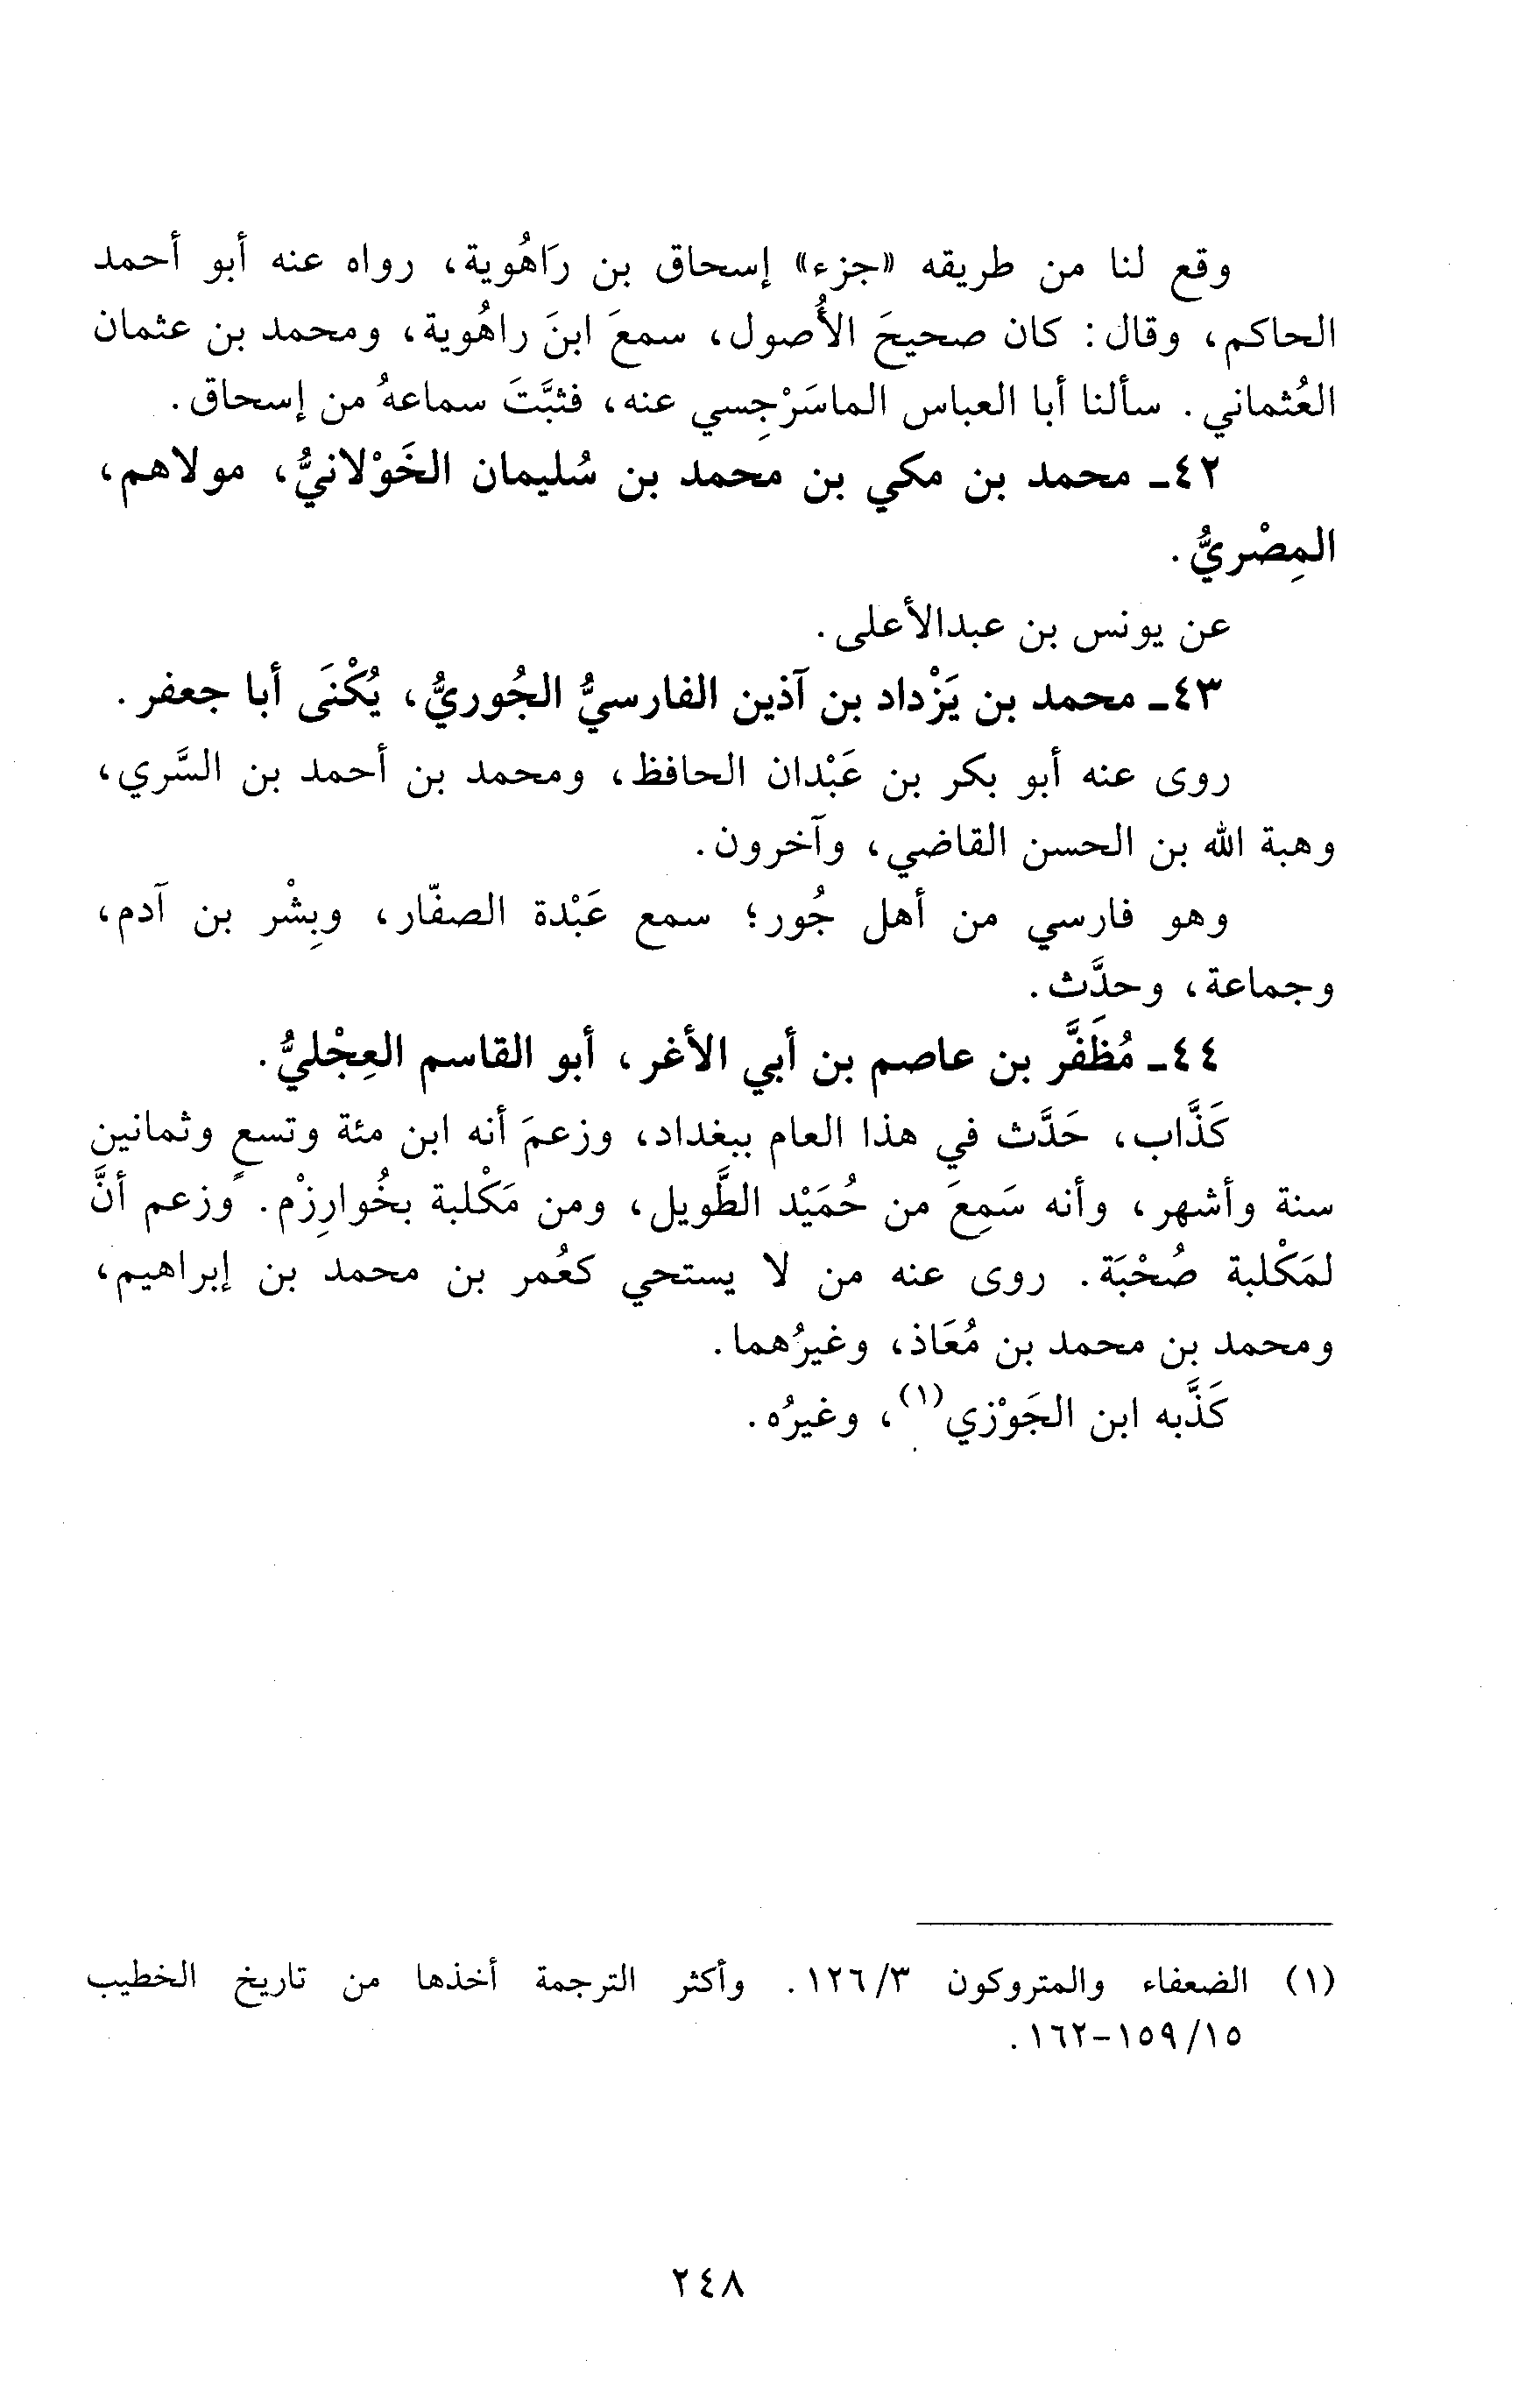 وقع لنا من طريقه «جزء» إسحاق بن رَاهُوية، رواه عنه أبو أحمد
الحاكم، وقال: كان صحيحَ الأُصول، سمعَ ابنَ راهُوية، ومحمد بن عثمان
العُثماني. سألنا أبا العباس الماسَرْجِسي عنه، فثبَّتَ سماعهُ من إسحاق.
٤٢ـ محمد بن مكي بن محمد بن سُليمان الخَوْلانيُّ، مولاهم،
المِصْريُّ.
عن يونس بن عبدالأعلى.
٤٣ـ محمد بن يَزْداد بن آذين الفارسيُّ الجُوريُّ، يُكْنَى أبا جعفر.
روى عنه أبو بكر بن عَبْدان الحافظ، ومحمد بن أحمد بن السَّري،
وهبة الله بن الحسن القاضي، وآخرون.
وهو فارسي من أهل جُور؛ سمع عَبْدة الصفّار، وبِشْر بن آدم،
وجماعة، وحدَّث.
٤٤ـ مُظَفَّر بن عاصم بن أبي الأغر، أبو القاسم العِجْليُّ.
كَذَّاب، حَدَّث في هذا العام ببغداد، وزعمَ أنه ابن مئة وتسعٍ وثمانين
سنة وأشهر، وأنه سَمِعَ من حُمَيْد الطَّويل، ومن مَكْلبة بخُوارِزْم. وزعم أنَّ
لمَكْلبة صُحْبَة. روى عنه من لا يستحي كعُمر بن محمد بن إبراهيم،
ومحمد بن محمد بن مُعَاذ، وغيرُهما.
كَذَّبه ابن الجَوْزي(١)، وغيرُه.
(١) الضعفاء والمتروكون ٣/ ١٢٦. وأكثر الترجمة أخذها من تاريخ الخطيب
١٥/ ١٥٩-١٦٢.
٢٤٨